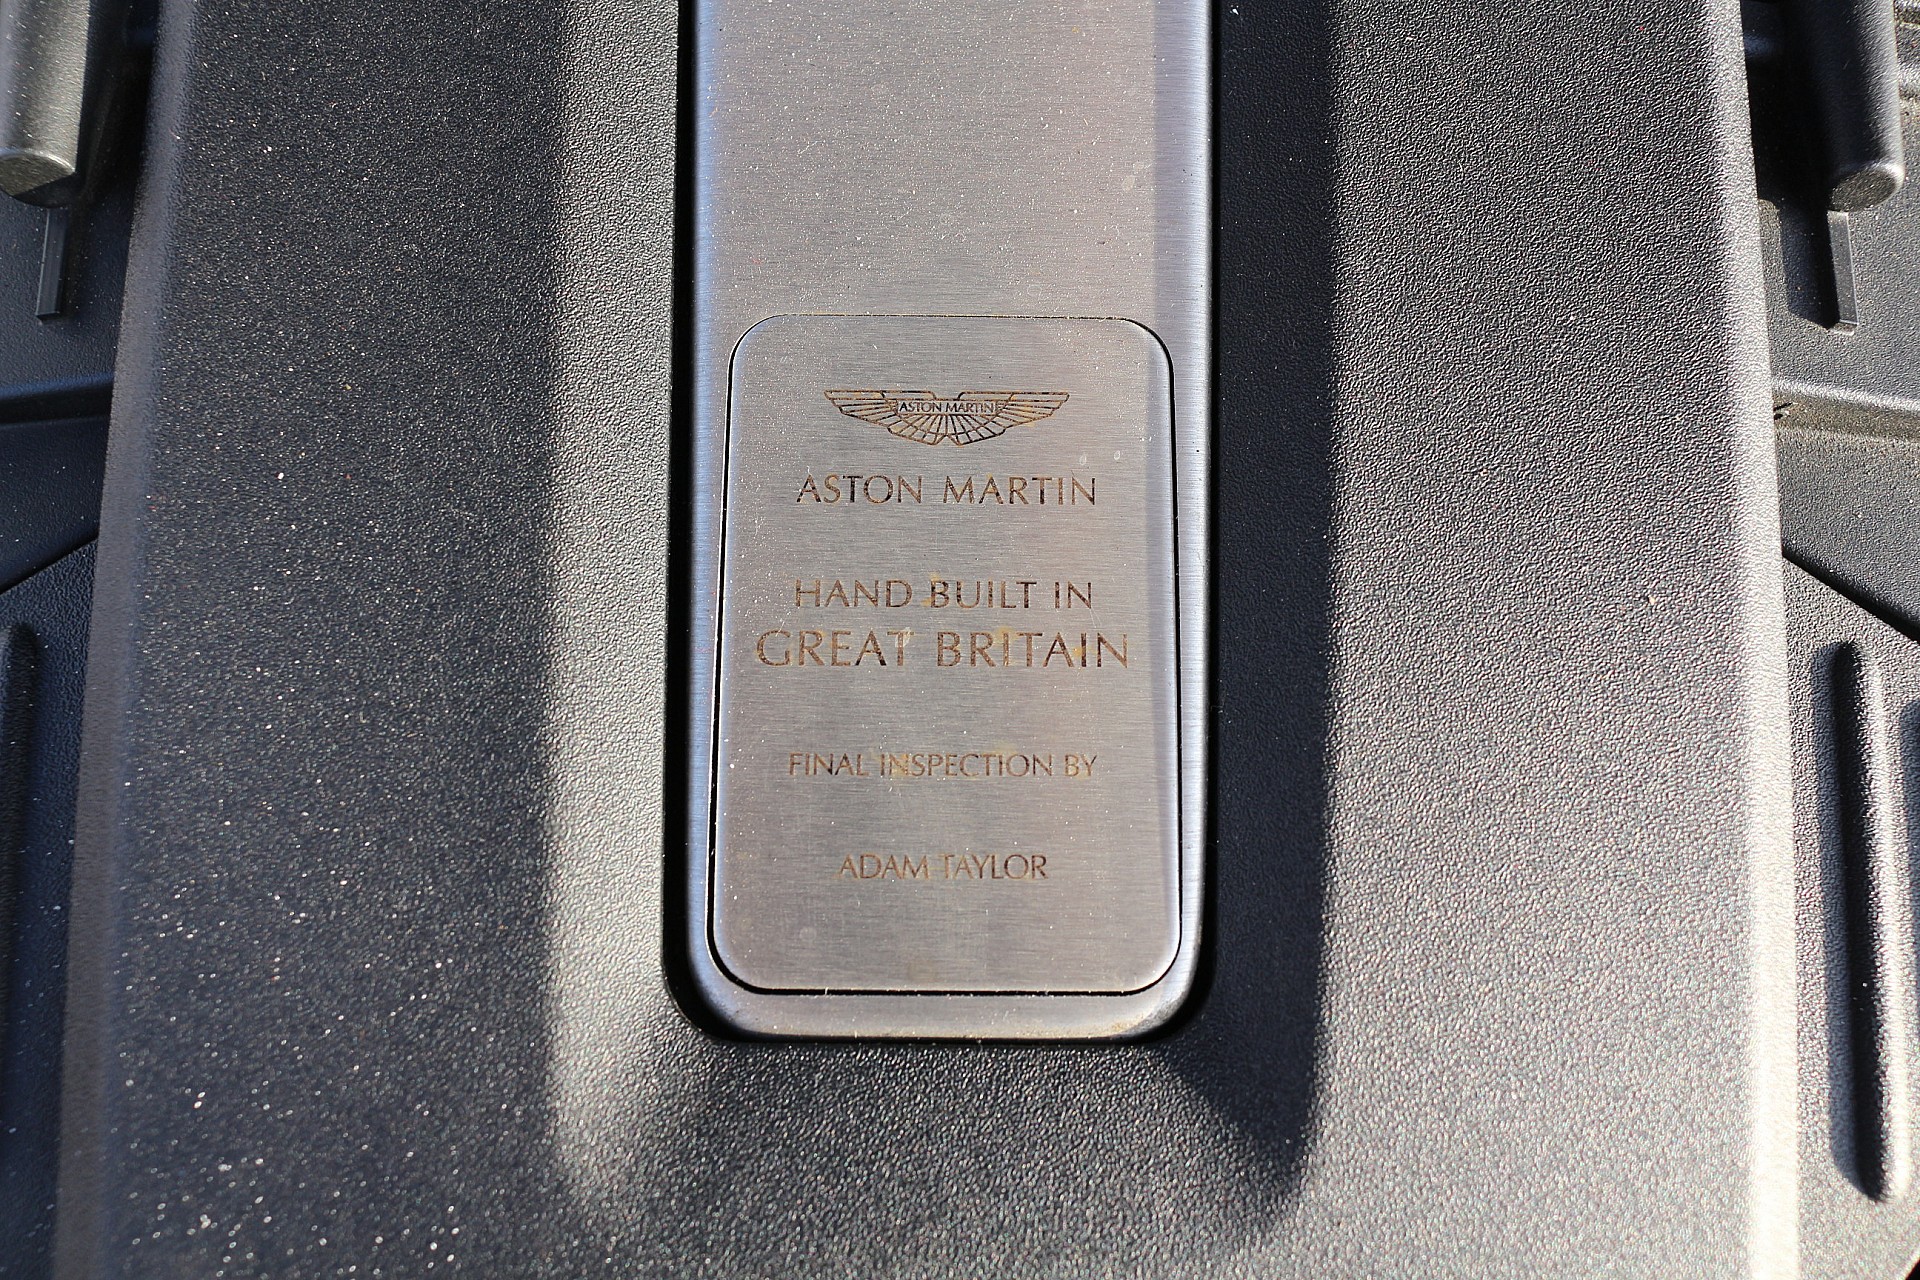 ASTON MARTIN
ASTON MARTIN
HAND BUILT IN
GREAT BRITAIN
FINAL INSPECTION BY
ADAM TAYLOR